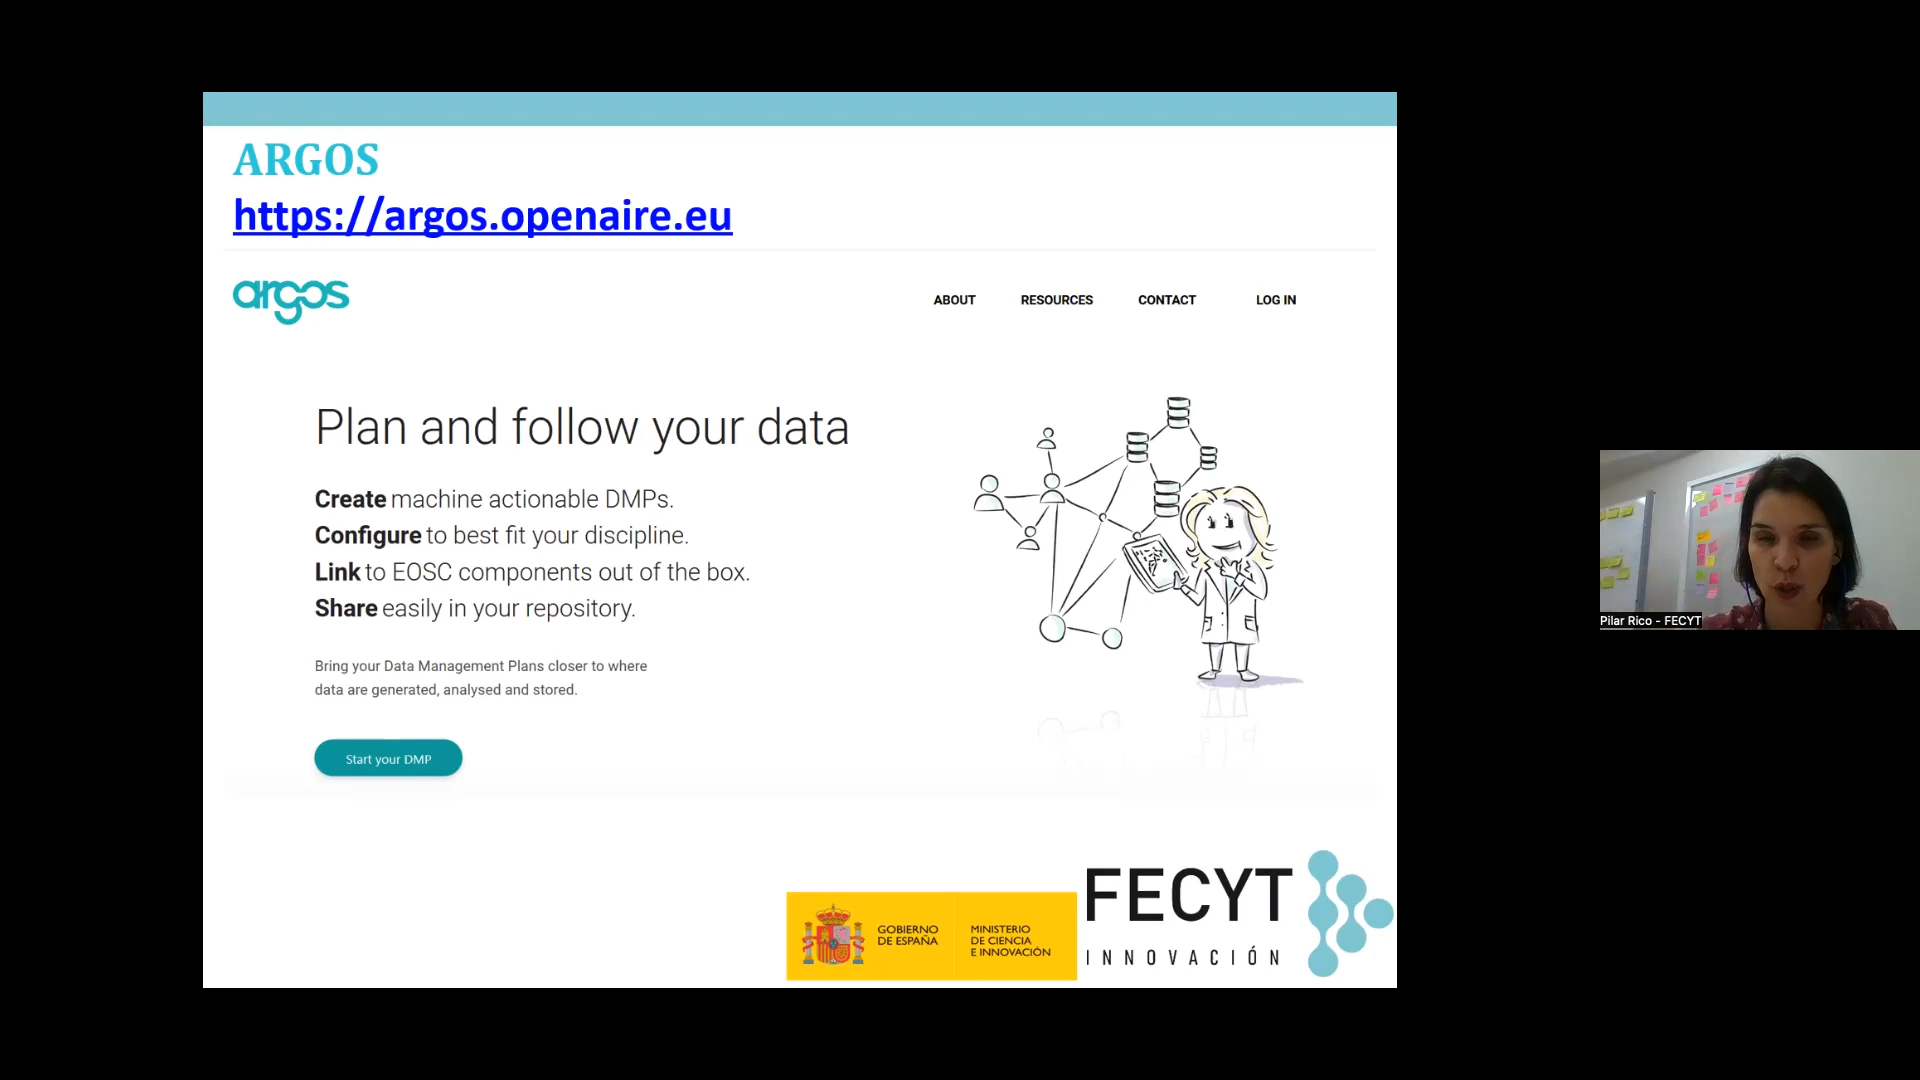 ARGOS
https://argos.openaire.eu
argos
ABOUT RESOURCES CONTACT LOG IN
Plan and follow your data
Create machine actionable DMPs.
Configure to best fit your discipline.
Link to EOSC components out of the box.
Share easily in your repository.
Bring your Data Management Plans closer to where
data are generated, analysed and stored.
Start your DMP
Pilar Rico - FECYT
GOBIERNO
DE ESPAÑA
MINISTERIO
DE CIENCIA
E INNOVACIÓN
FECYT
INNOVACIÓN